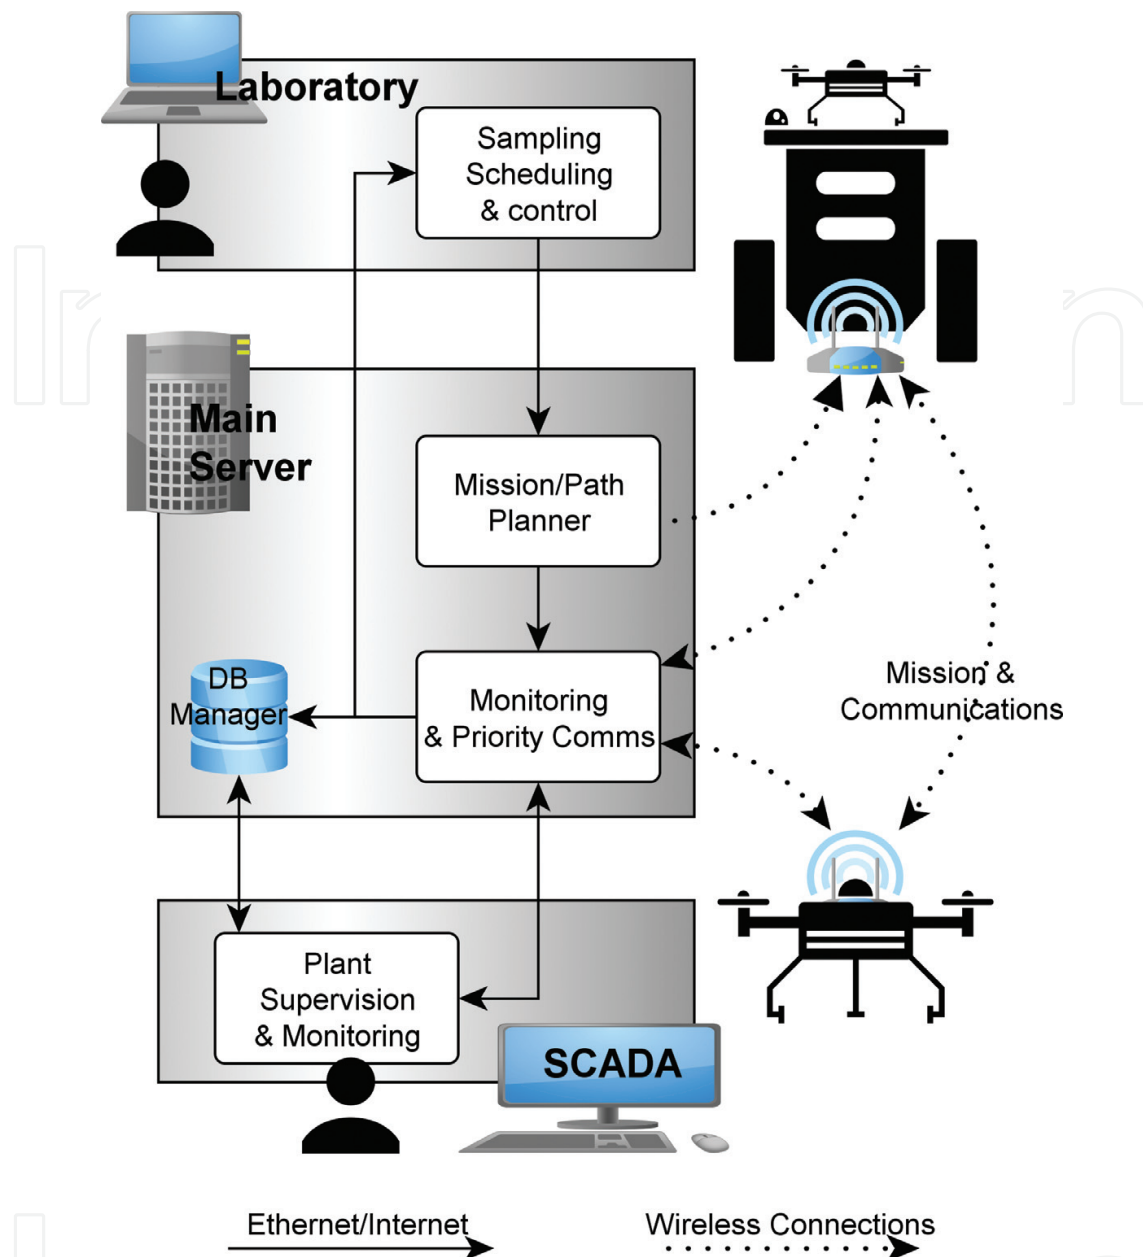 Laboratory
Sampling
Scheduling
& control
Main
Server
Mission/Path
Planner
DB
Manager
Monitoring
& Priority Comms
Mission &
Communications
Plant
Supervision
& Monitoring
SCADA
Ethernet/Internet
Wireless Connections